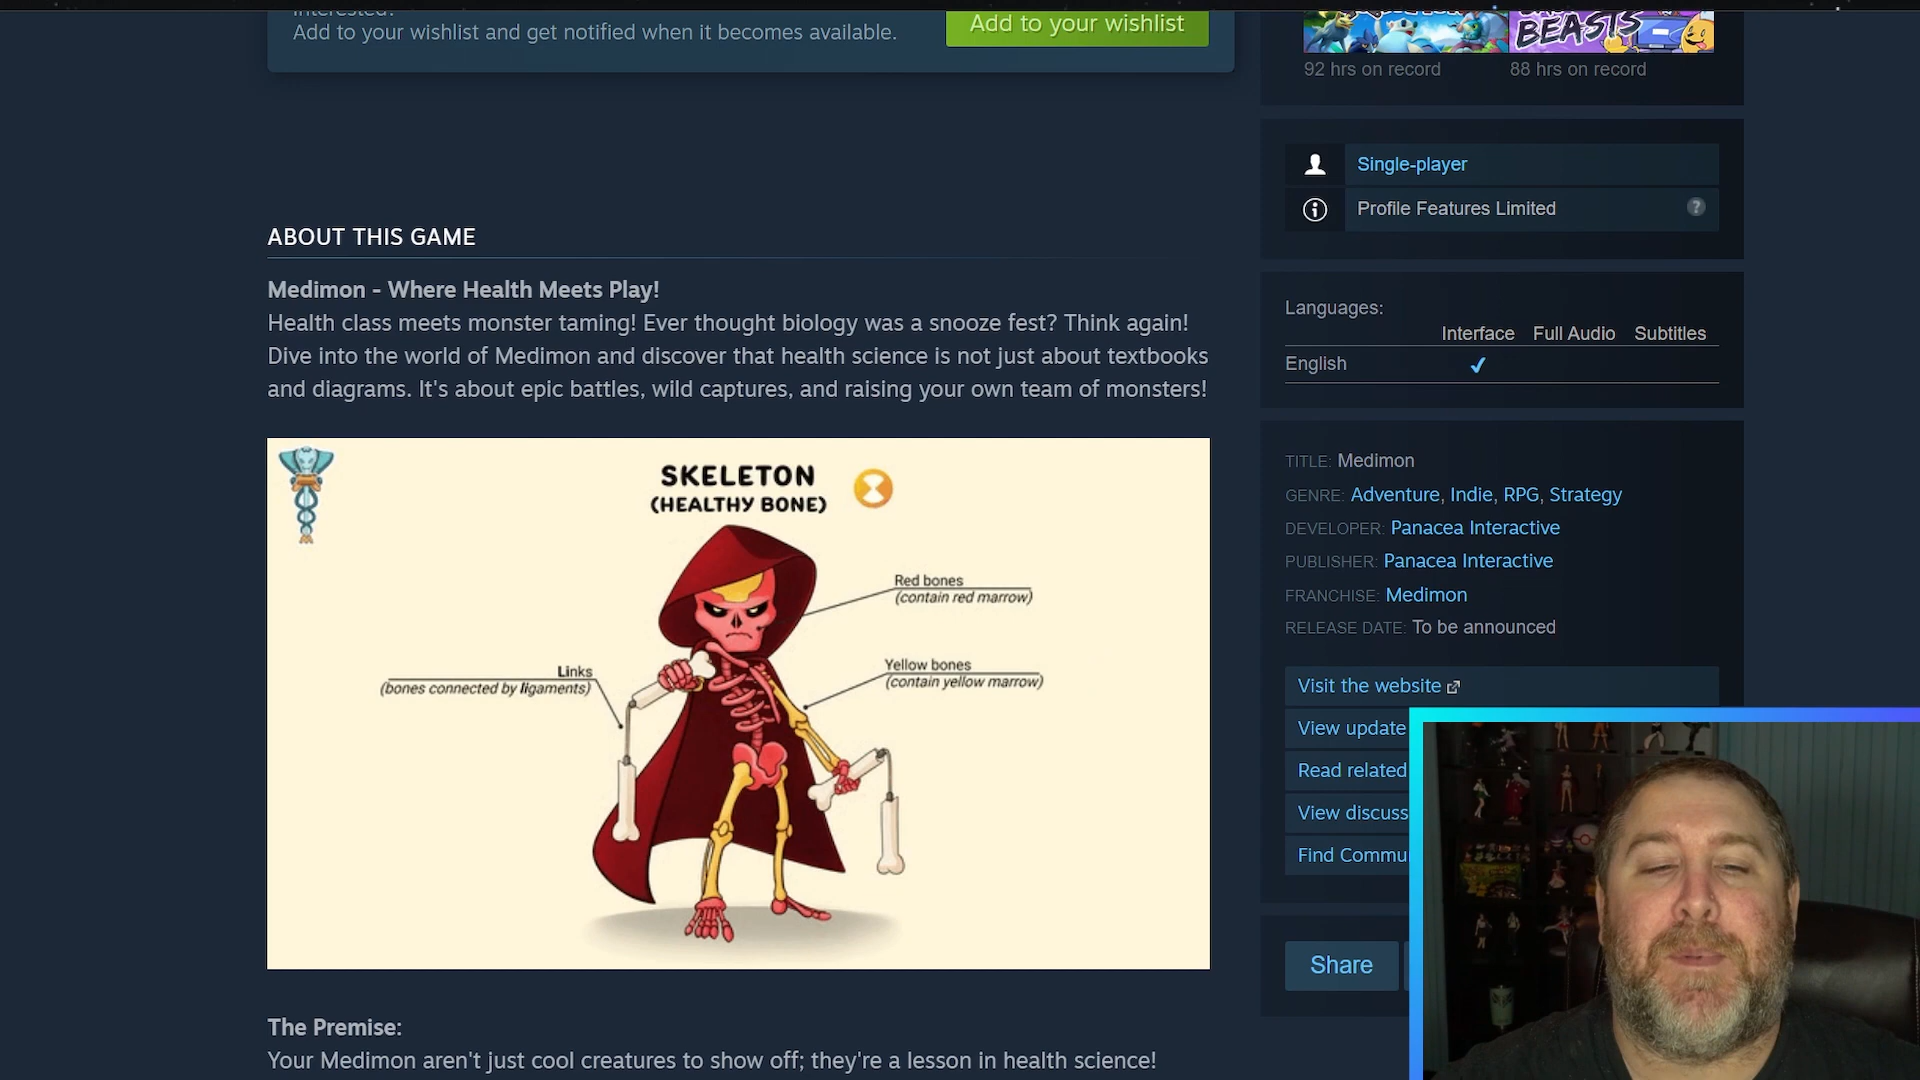 Add to your wishlist and get notified when it becomes available.
Add to your wishlist
BEASTS
92 hrs on record
88 hrs on record
Single-player
Profile Features Limited
?
ABOUT THIS GAME
Medimon - Where Health Meets Play!
Health class meets monster taming! Ever thought biology was a snooze fest? Think again!
Dive into the world of Medimon and discover that health science is not just about textbooks
and diagrams. It's about epic battles, wild captures, and raising your own team of monsters!
Languages:
Interface Full Audio Subtitles
English ✔
SKELETON
(HEALTHY BONE)
Red bones
(contain red marrow)
Links
(bones connected by ligaments)
Yellow bones
(contain yellow marrow)
TITLE: Medimon
GENRE: Adventure, Indie, RPG, Strategy
DEVELOPER: Panacea Interactive
PUBLISHER: Panacea Interactive
FRANCHISE: Medimon
RELEASE DATE: To be announced
Visit the website
View update
Read related
View discuss
Find Commu
Share
The Premise:
Your Medimon aren't just cool creatures to show off; they're a lesson in health science!